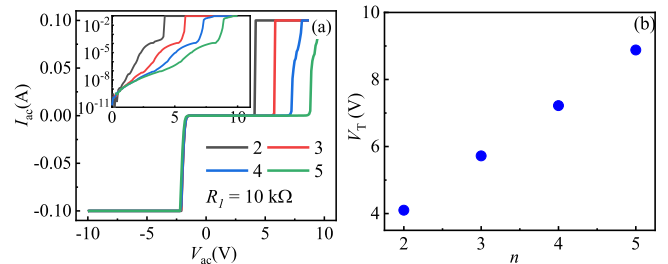 (a)
10⁻²
10⁻⁵
10⁻⁸
10⁻¹¹
0 5 10
I_ac(A)
0.10
0.05
0.00
-0.05
-0.10
2 3
4 5
R_I = 10 kΩ
-10 -5 0 5 10
V_ac(V)
(b)
V_T (V)
8
6
4
2 3 4 5
n